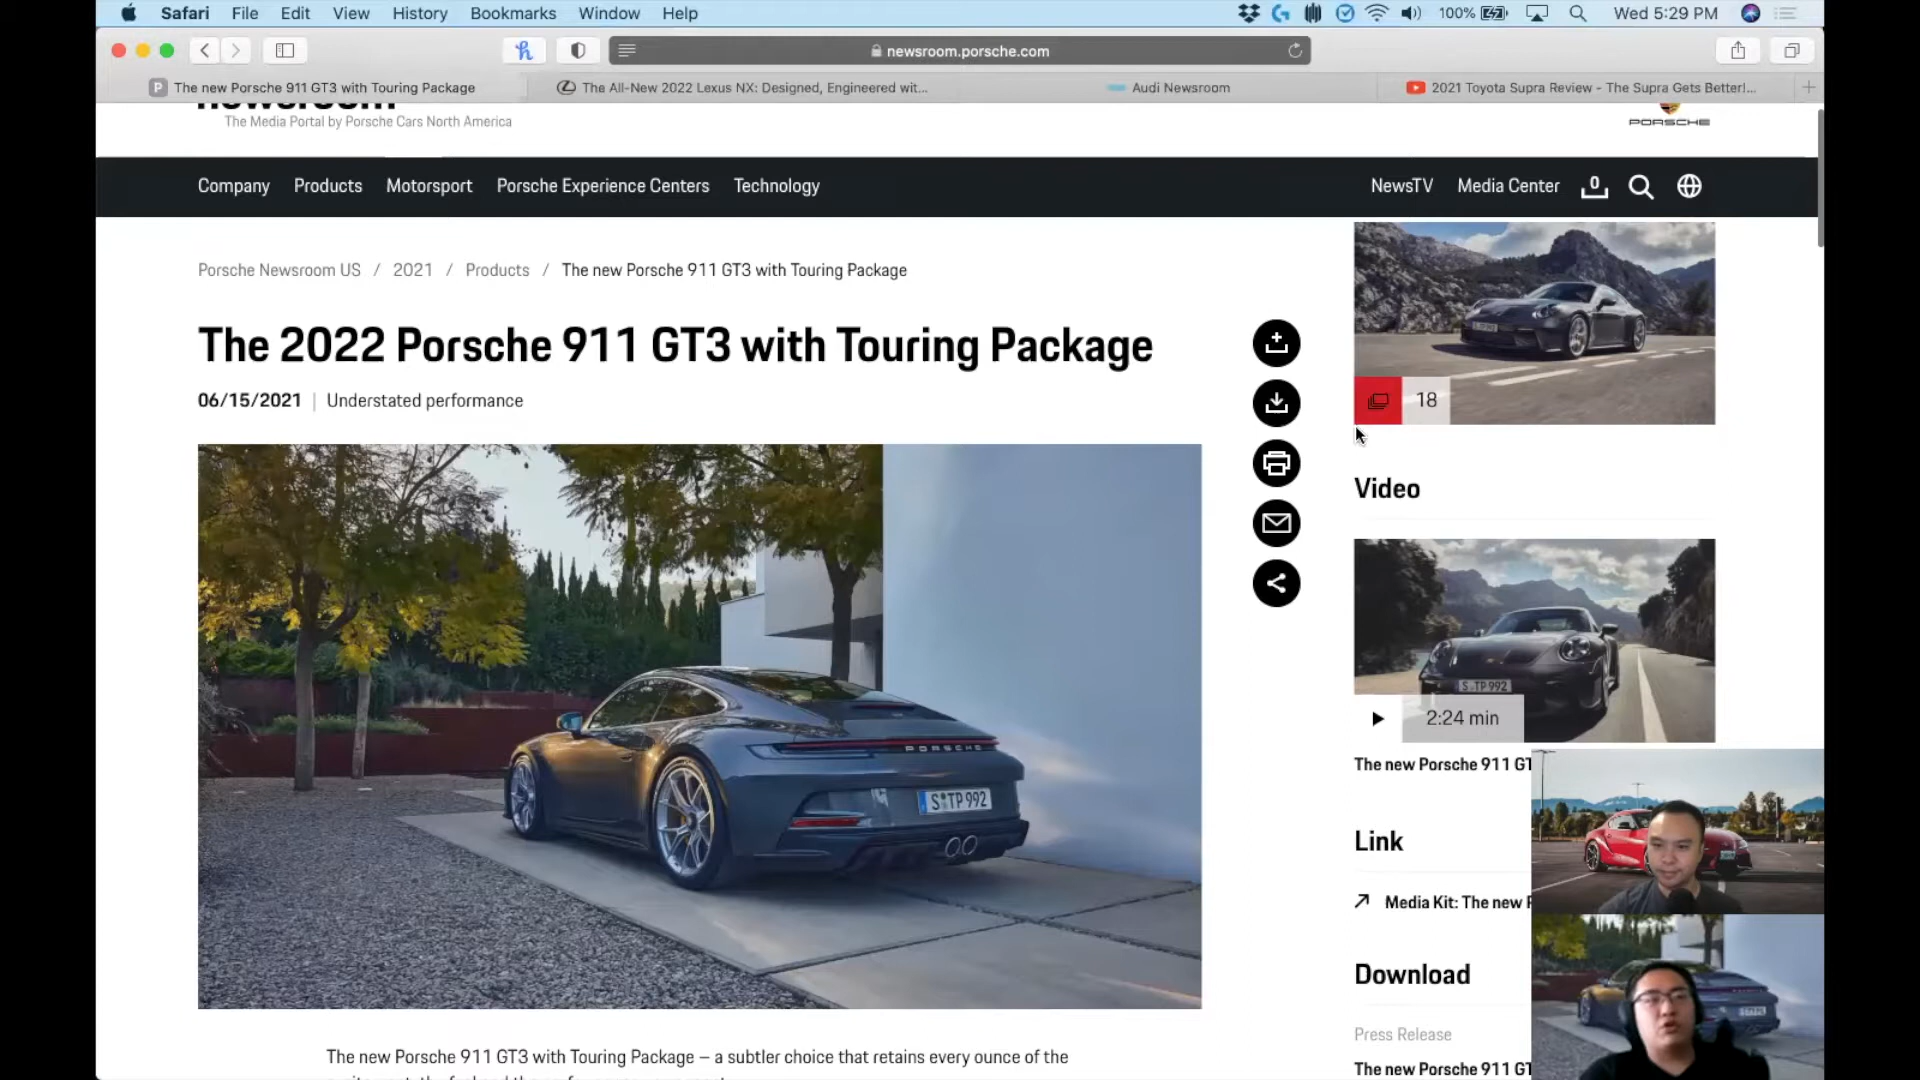 Safari File Edit View History Bookmarks Window Help 100% Wed 5:29 PM
newsroom.porsche.com
The new Porsche 911 GT3 with Touring Package The All-New 2022 Lexus NX: Designed, Engineered wit... Audi Newsroom 2021 Toyota Supra Review - The Supra Gets Better!...
newsroom
The Media Portal by Porsche Cars North America
PORSCHE
Company Products Motorsport Porsche Experience Centers Technology NewsTV Media Center 0
Porsche Newsroom US / 2021 / Products / The new Porsche 911 GT3 with Touring Package
The 2022 Porsche 911 GT3 with Touring Package
06/15/2021 | Understated performance
18
Video
PORSCHE
S TP 992
S TP 992
2:24 min
The new Porsche 911 GT
Link
Media Kit: The new
Download
Press Release
The new Porsche 911 GT
The new Porsche 911 GT3 with Touring Package – a subtler choice that retains every ounce of the